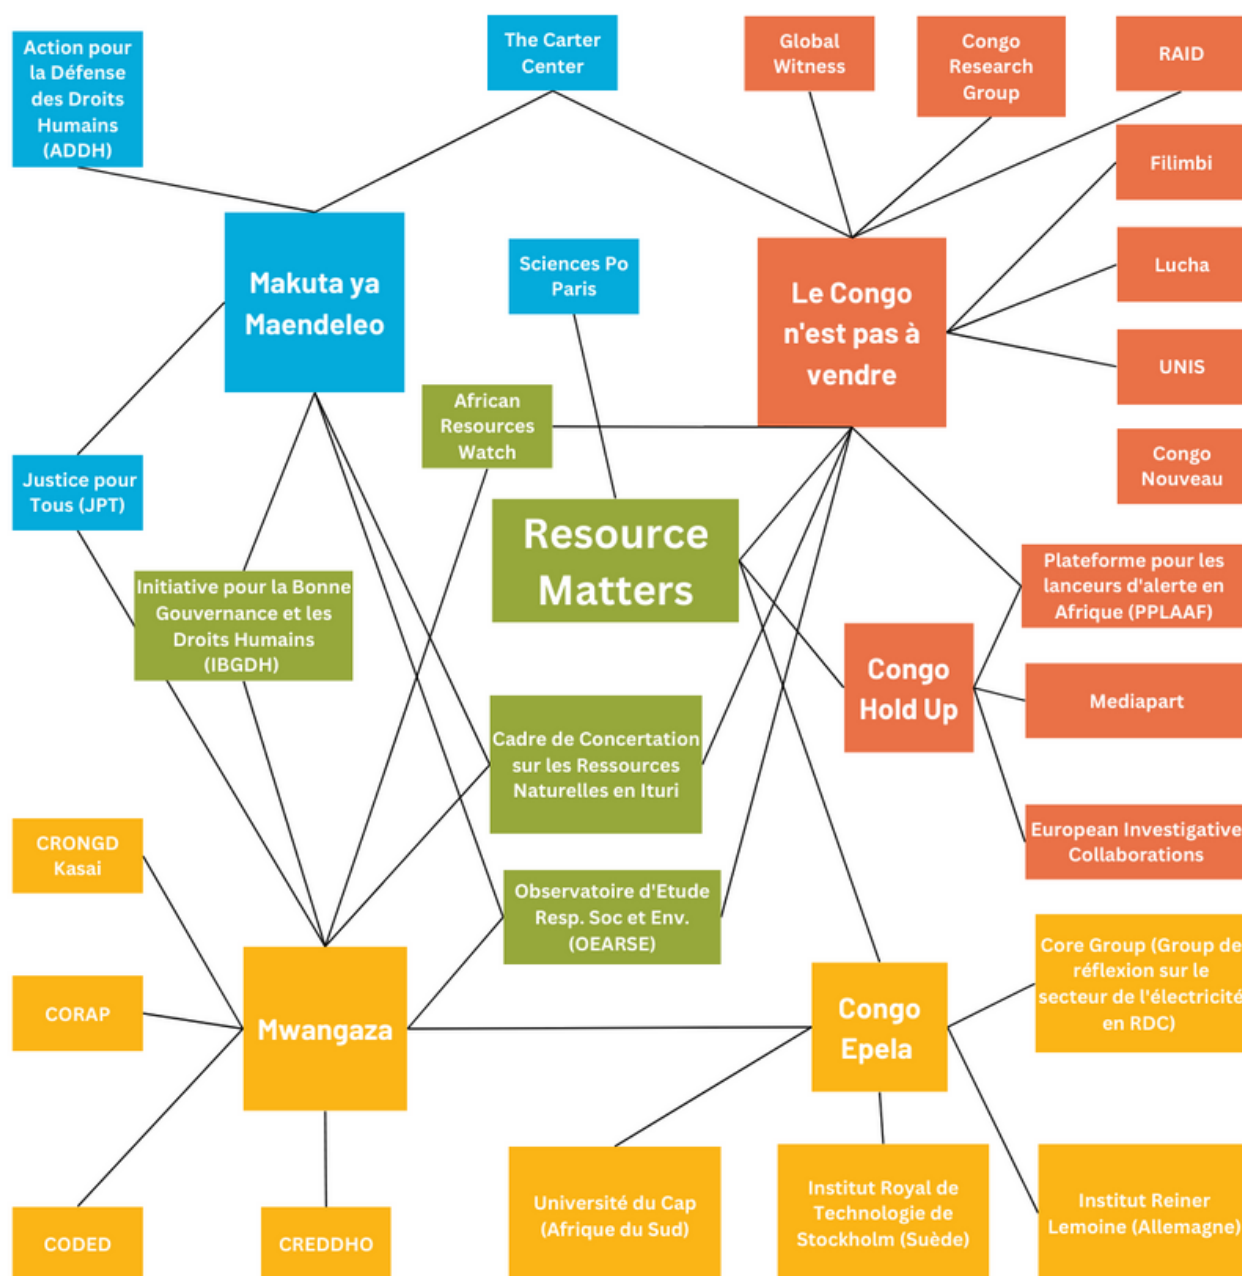 Action pour
la Défense
des Droits
Humains
(ADDH)
The Carter
Center
Global
Witness
Congo
Research
Group
RAID
Filimbi
Makuta ya
Maendeleo
Sciences Po
Paris
Le Congo
n'est pas à
vendre
Lucha
UNIS
African
Resources
Watch
Congo
Nouveau
Justice pour
Tous (JPT)
Resource
Matters
Initiative pour la Bonne
Gouvernance et les
Droits Humains
(IBGDH)
Plateforme pour les
lanceurs d'alerte en
Afrique (PPLAAF)
Congo
Hold Up
Mediapart
Cadre de Concertation
sur les Ressources
Naturelles en Ituri
European Investigative
Collaborations
CRONGD
Kasai
Observatoire d'Etude
Resp. Soc et Env.
(OEARSE)
Core Group (Group de
réflexion sur le
secteur de l'électricité
en RDC)
CORAP
Mwangaza
Congo
Epela
Université du Cap
(Afrique du Sud)
Institut Royal de
Technologie de
Stockholm (Suède)
Institut Reiner
Lemoine (Allemagne)
CODED
CREDDHO